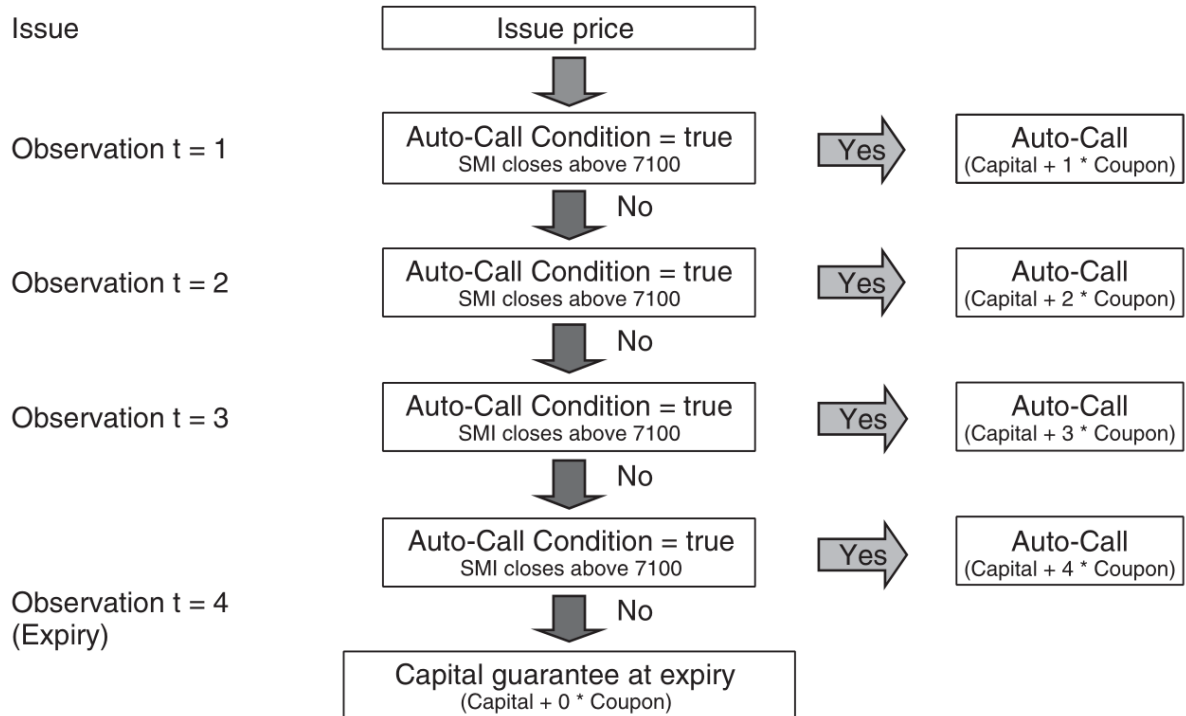 Issue
Issue price
Observation t = 1
Auto-Call Condition = true
SMI closes above 7100
Yes
Auto-Call
(Capital + 1 * Coupon)
No
Observation t = 2
Auto-Call Condition = true
SMI closes above 7100
Yes
Auto-Call
(Capital + 2 * Coupon)
No
Observation t = 3
Auto-Call Condition = true
SMI closes above 7100
Yes
Auto-Call
(Capital + 3 * Coupon)
No
Auto-Call Condition = true
SMI closes above 7100
Yes
Auto-Call
(Capital + 4 * Coupon)
Observation t = 4
(Expiry)
No
Capital guarantee at expiry
(Capital + 0 * Coupon)